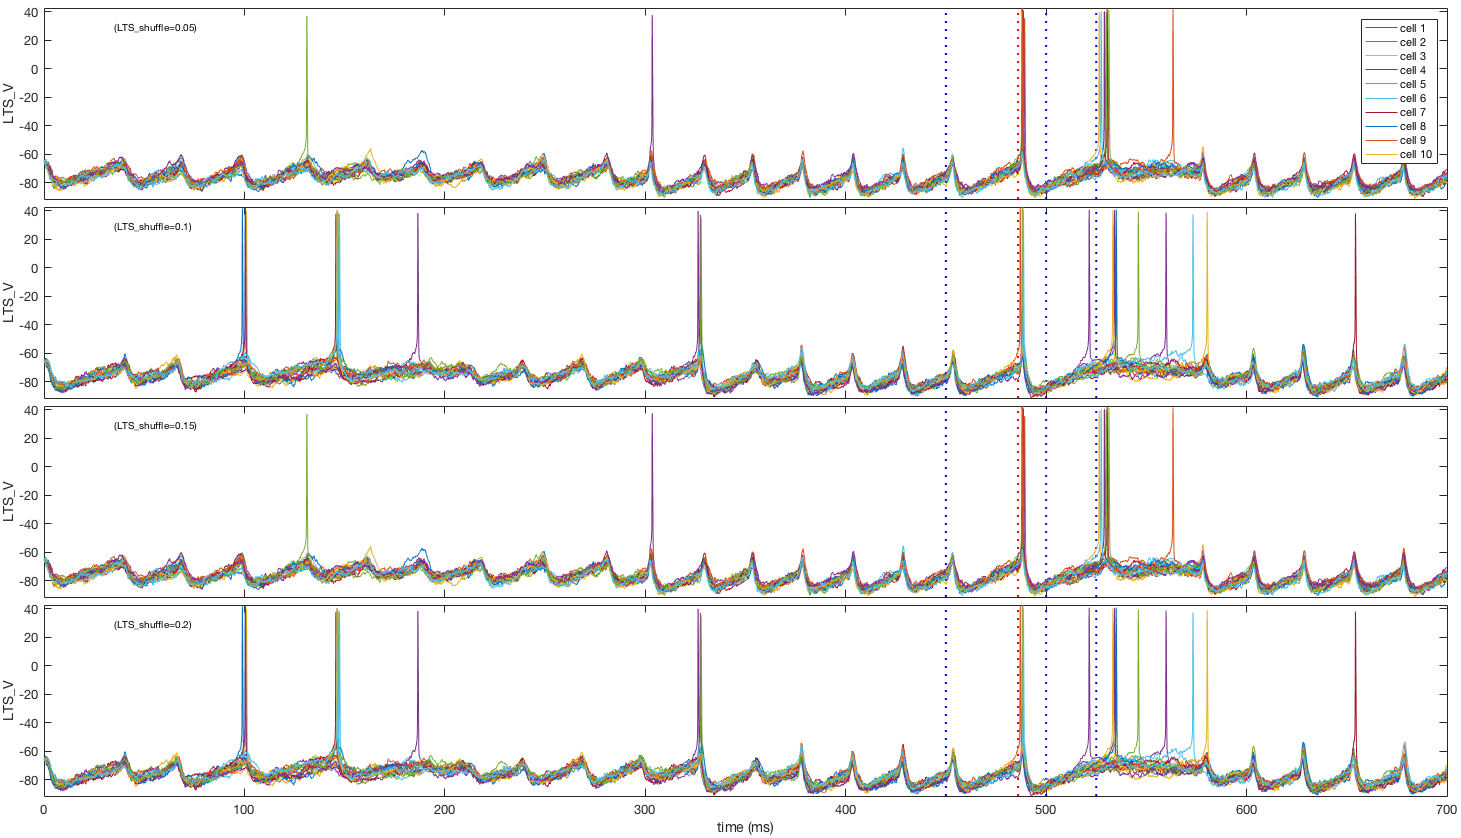 40
20
0
-20
-40
-60
-80
LTS_V
(LTS_shuffle=0.05)
cell 1
cell 2
cell 3
cell 4
cell 5
cell 6
cell 7
cell 8
cell 9
cell 10
40
20
0
-20
-40
-60
-80
LTS_V
(LTS_shuffle=0.1)
40
20
0
-20
-40
-60
-80
LTS_V
(LTS_shuffle=0.15)
40
20
0
-20
-40
-60
-80
LTS_V
(LTS_shuffle=0.2)
0 100 200 300 400 500 600 700
time (ms)